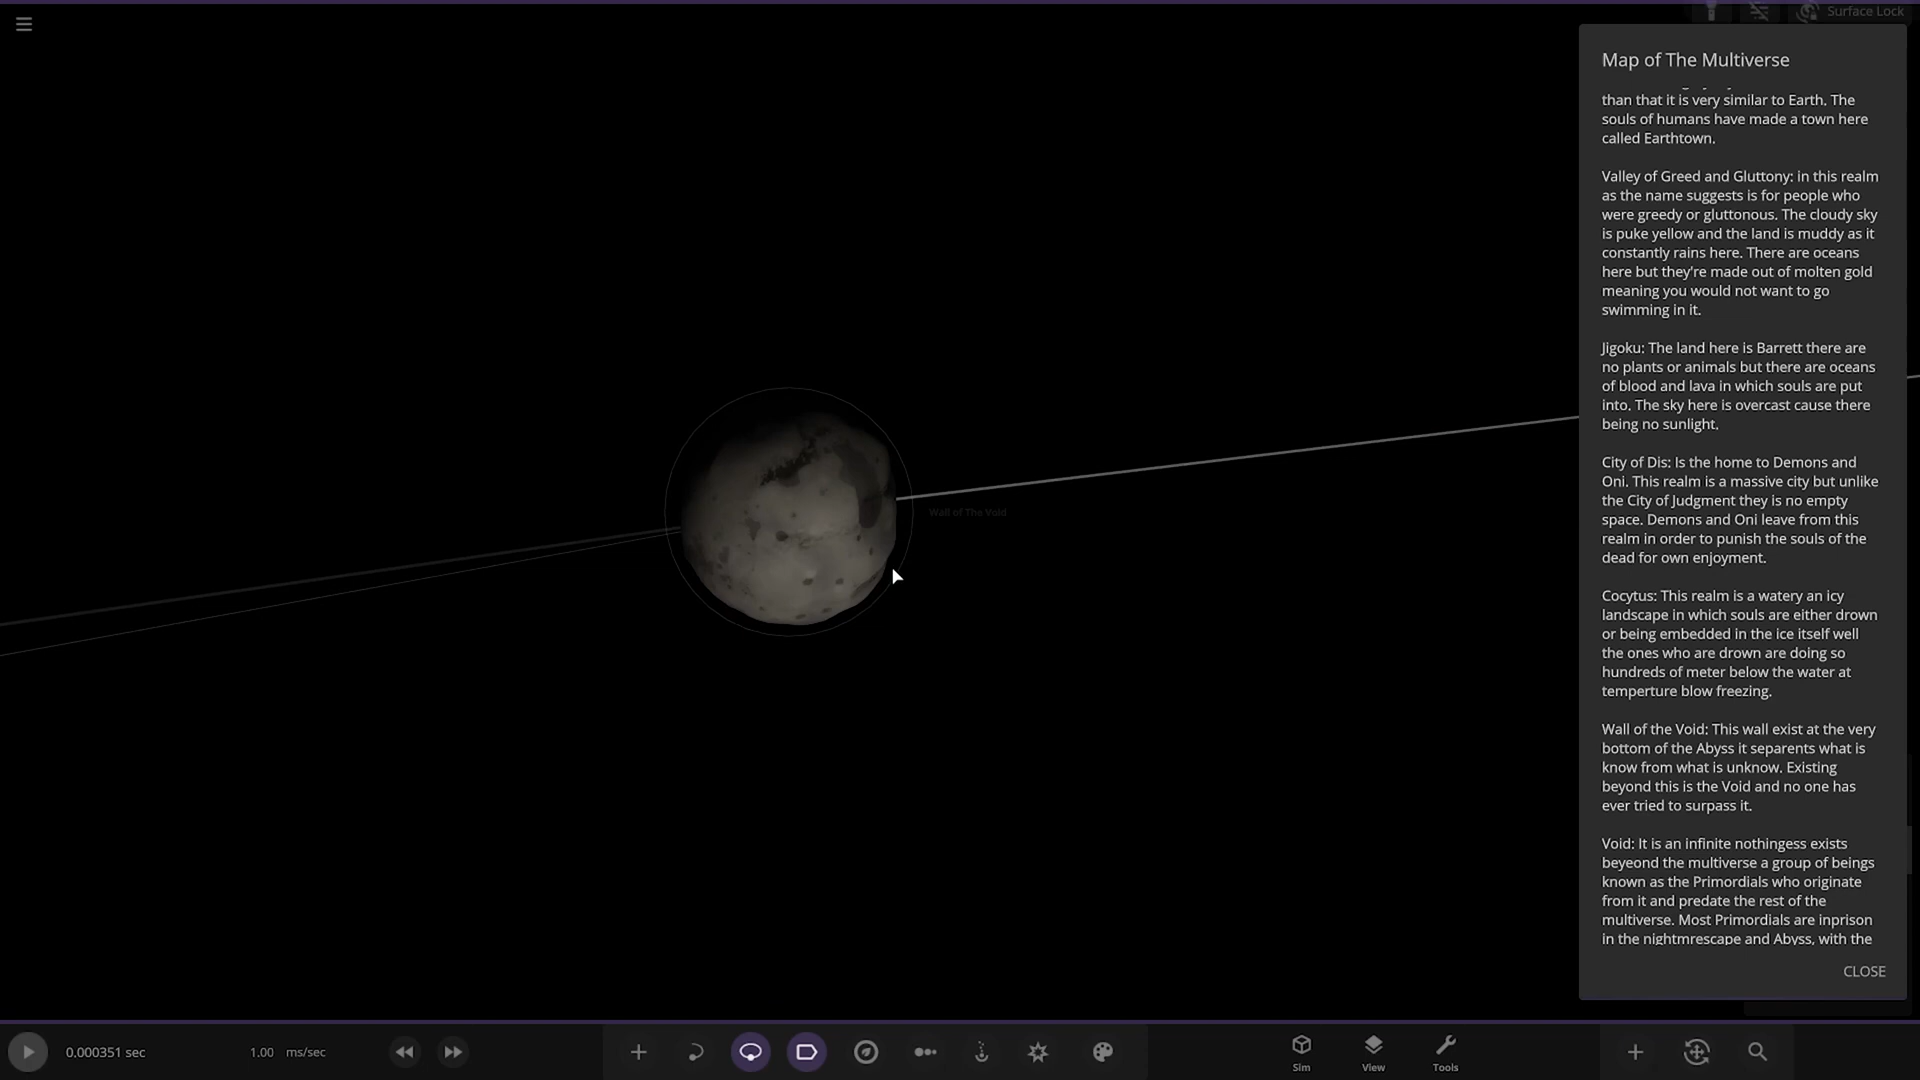 Surface Lock
Map of The Multiverse
than that it is very similar to Earth. The
souls of humans have made a town here
called Earthtown.
Valley of Greed and Gluttony: in this realm
as the name suggests is for people who
were greedy or gluttonous. The cloudy sky
is puke yellow and the land is muddy as it
constantly rains here. There are oceans
here but they're made out of molten gold
meaning you would not want to go
swimming in it.
Jigoku: The land here is Barrett there are
no plants or animals but there are oceans
of blood and lava in which souls are put
into. The sky here is overcast cause there
being no sunlight.
City of Dis: Is the home to Demons and
Oni. This realm is a massive city but unlike
the City of Judgment they is no empty
space. Demons and Oni leave from this
realm in order to punish the souls of the
dead for own enjoyment.
Cocytus: This realm is a watery an icy
landscape in which souls are either drown
or being embedded in the ice itself well
the ones who are drown are doing so
hundreds of meter below the water at
temperture blow freezing.
Wall of the Void: This wall exist at the very
bottom of the Abyss it separents what is
know from what is unknow. Existing
beyond this is the Void and no one has
ever tried to surpass it.
Void: It is an infinite nothingess exists
beyeond the multiverse a group of beings
known as the Primordials who originate
from it and predate the rest of the
multiverse. Most Primordials are inprison
in the nightmrescape and Abyss, with the
CLOSE
Wall of The Void
0.000351 sec
1.00 ms/sec
Sim
View
Tools